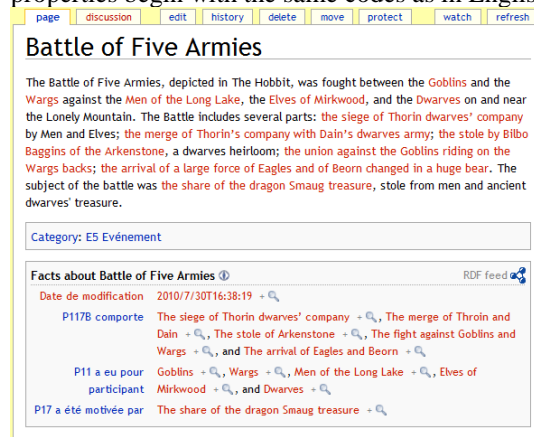 properties begin with the same codes as in Englis
page discussion edit history delete move protect watch refresh
Battle of Five Armies
The Battle of Five Armies, depicted in The Hobbit, was fought between the Goblins and the
Wargs against the Men of the Long Lake, the Elves of Mirkwood, and the Dwarves on and near
the Lonely Mountain. The Battle includes several parts: the siege of Thorin dwarves' company
by Men and Elves; the merge of Thorin's company with Dain's dwarves army; the stole by Bilbo
Baggins of the Arkenstone, a dwarves heirloom; the union against the Goblins riding on the
Wargs backs; the arrival of a large force of Eagles and of Beorn changed in a huge bear. The
subject of the battle was the share of the dragon Smaug treasure, stole from men and ancient
dwarves' treasure.
Category: E5 Evénement
Facts about Battle of Five Armies RDF feed
Date de modification 2010/7/30T16:38:19 +
P117B comporte The siege of Thorin dwarves' company + , The merge of Throin and
Dain + , The stole of Arkenstone + , The fight against Goblins and
Wargs + , and The arrival of Eagles and Beorn +
P11 a eu pour Goblins + , Wargs + , Men of the Long Lake + , Elves of
participant Mirkwood + , and Dwarves +
P17 a été motivée par The share of the dragon Smaug treasure +